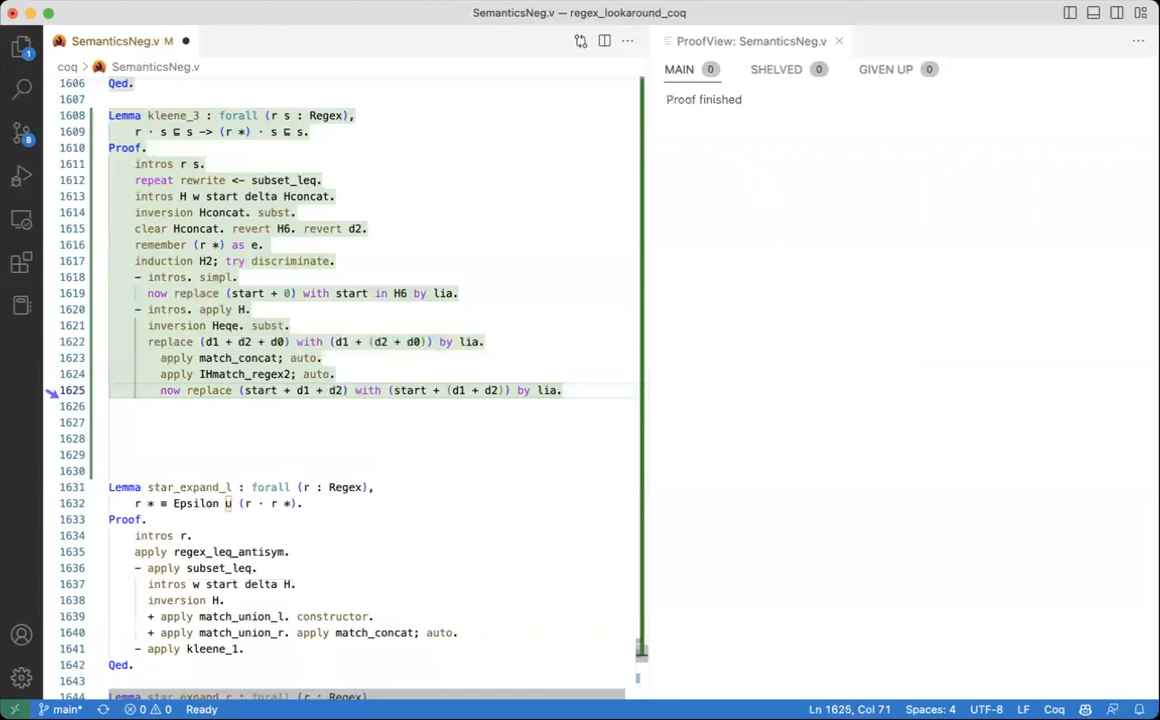 SemanticsNeg.v — regex_lookaround_coq
SemanticsNeg.v M
ProofView: SemanticsNeg.v
coq > SemanticsNeg.v
MAIN 0 SHELVED 0 GIVEN UP 0
Proof finished
1606 Qed.
1607
1608 Lemma kleene_3 : forall (r s : Regex),
1609 r · s ⊑ s -> (r *) · s ⊑ s.
1610 Proof.
1611 intros r s.
1612 repeat rewrite <- subset_leq.
1613 intros H w start delta Hconcat.
1614 inversion Hconcat. subst.
1615 clear Hconcat. revert H6. revert d2.
1616 remember (r *) as e.
1617 induction H2; try discriminate.
1618 - intros. simpl.
1619 now replace (start + 0) with start in H6 by lia.
1620 - intros. apply H.
1621 inversion Heqe. subst.
1622 replace (d1 + d2 + d0) with (d1 + (d2 + d0)) by lia.
1623 apply match_concat; auto.
1624 apply IHmatch_regex2; auto.
1625 now replace (start + d1 + d2) with (start + (d1 + d2)) by lia.
1626
1627
1628
1629
1630
1631 Lemma star_expand_l : forall (r : Regex),
1632 r * ≡ Epsilon u (r · r *).
1633 Proof.
1634 intros r.
1635 apply regex_leq_antisym.
1636 - apply subset_leq.
1637 intros w start delta H.
1638 inversion H.
1639 + apply match_union_l. constructor.
1640 + apply match_union_r. apply match_concat; auto.
1641 - apply kleene_1.
1642 Qed.
1643
1644 Lemma star_expand_r : forall (r : Regex),
1
8
main* 0 0 Ready
Ln 1625, Col 71 Spaces: 4 UTF-8 LF Coq